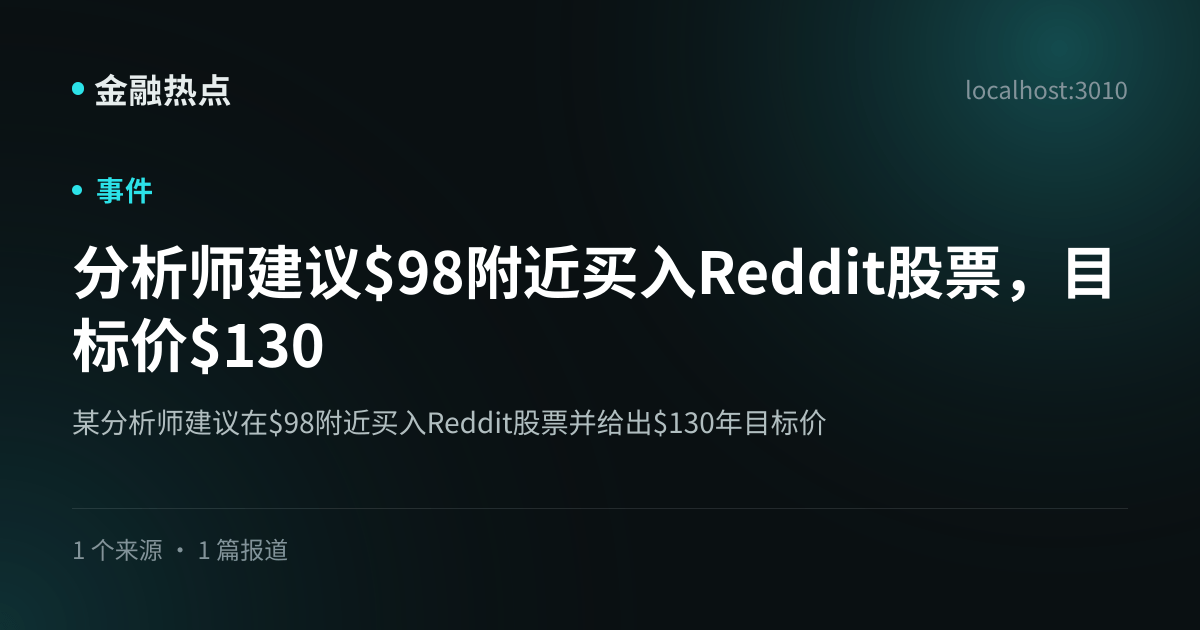 金融热点
localhost:3010
事件
分析师建议$98附近买入Reddit股票，目
标价$130
某分析师建议在$98附近买入Reddit股票并给出$130年目标价
1 个来源 · 1 篇报道